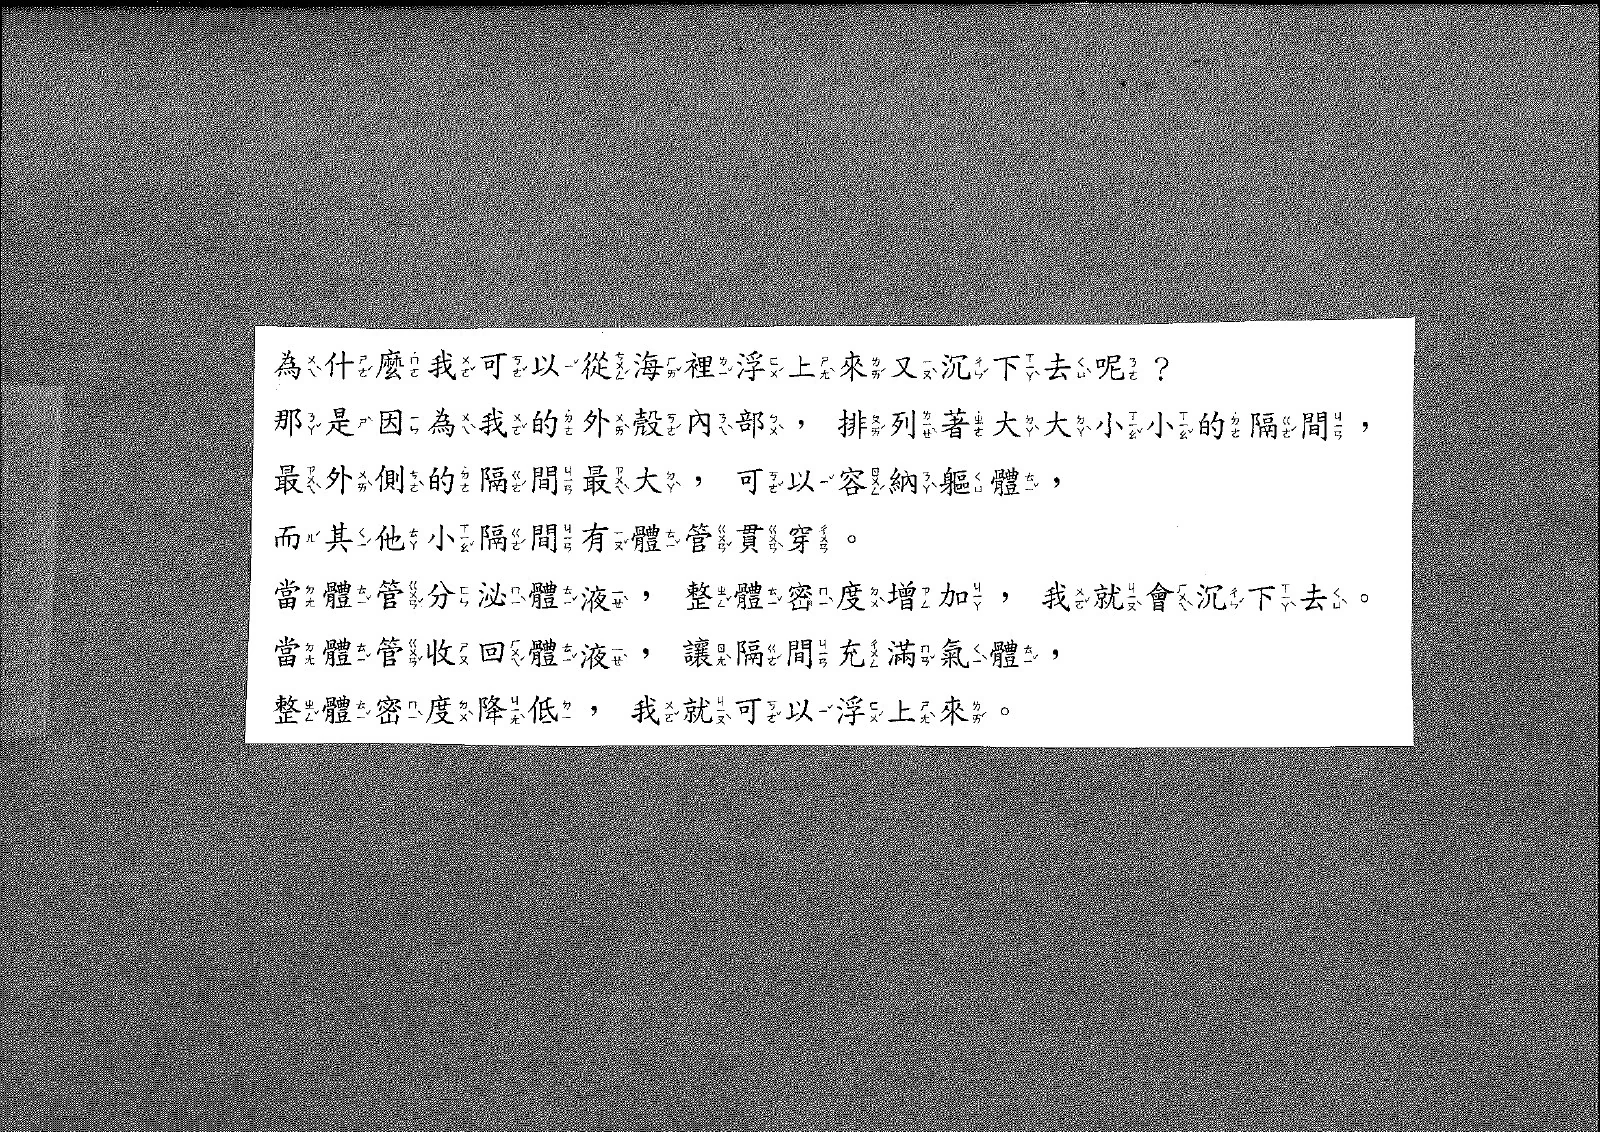 為什麼我可以從海裡浮上來又沉下去呢？
那是因為我的外殼內部，排列著大大小小的隔間，
最外側的隔間最大，可以容納軀體，
而其他小隔間有體管貫穿。
當體管分泌體液，整體密度增加，我就會沉下去。
當體管收回體液，讓隔間充滿氣體，
整體密度降低，我就可以浮上來。